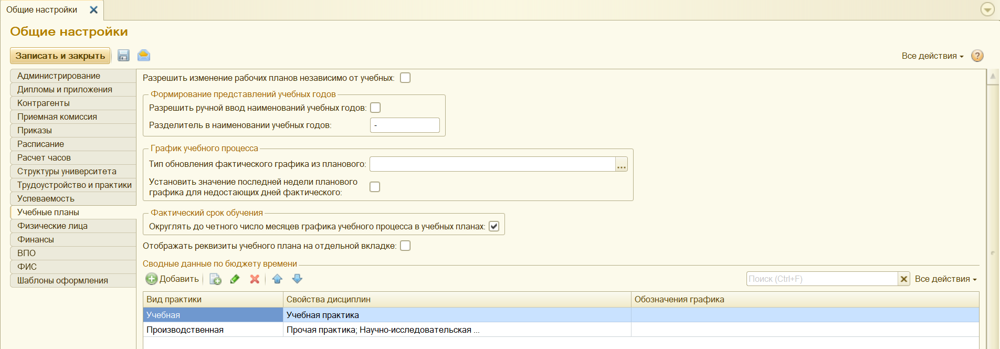 Общие настройки
Общие настройки
Записать и закрыть
Все действия
Администрирование
Дипломы и приложения
Контрагенты
Приемная комиссия
Приказы
Расписание
Расчет часов
Структуры университета
Трудоустройство и практики
Успеваемость
Учебные планы
Физические лица
Финансы
ВПО
ФИС
Шаблоны оформления
Разрешить изменение рабочих планов независимо от учебных:
Формирование представлений учебных годов
Разрешить ручной ввод наименований учебных годов:
Разделитель в наименовании учебных годов: -
График учебного процесса
Тип обновления фактического графика из планового: ...
Установить значение последней недели планового
графика для недостающих дней фактического:
Фактический срок обучения
Округлять до четного число месяцев графика учебного процесса в учебных планах:
Отображать реквизиты учебного плана на отдельной вкладке:
Сводные данные по бюджету времени
Добавить Поиск (Ctrl+F) Все действия
Вид практики Свойства дисциплин Обозначения графика
Учебная Учебная практика
Производственная Прочая практика; Научно-исследовательская ...